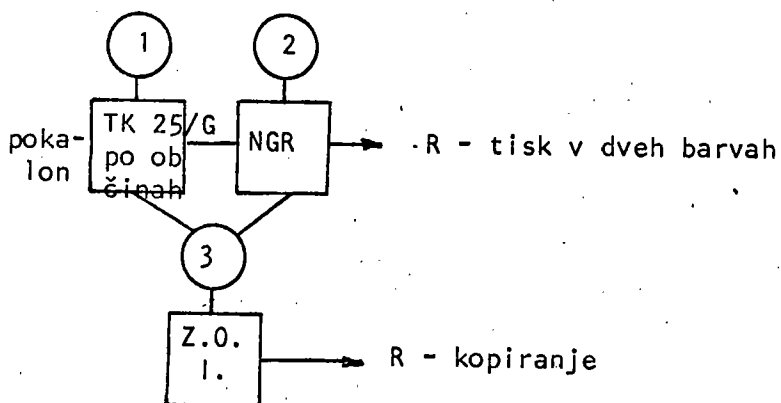 1
2
poka-
lon
TK 25/G
po ob
činah
NGR
R - tisk v dveh barvah
3
Z.O.
I.
R - kopiranje